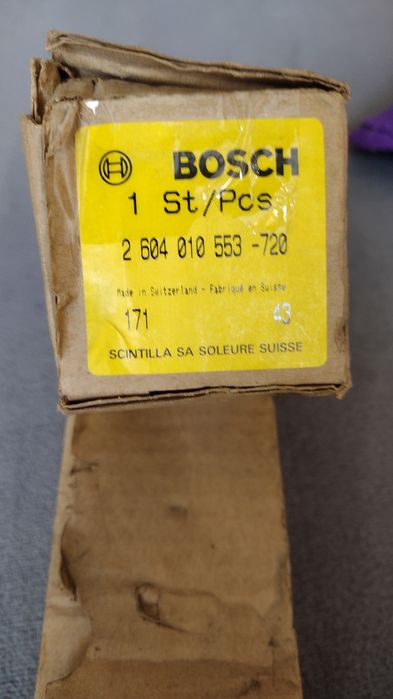 BOSCH
1 St/Pcs
2 604 010 553 -720
Made in Switzerland - Fabriqué en Suisse
171 43
SCINTILLA SA SOLEURE SUISSE